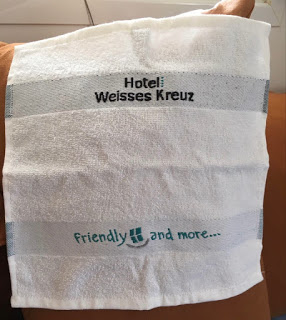 Hotel
Weisses Kreuz
friendly and more...